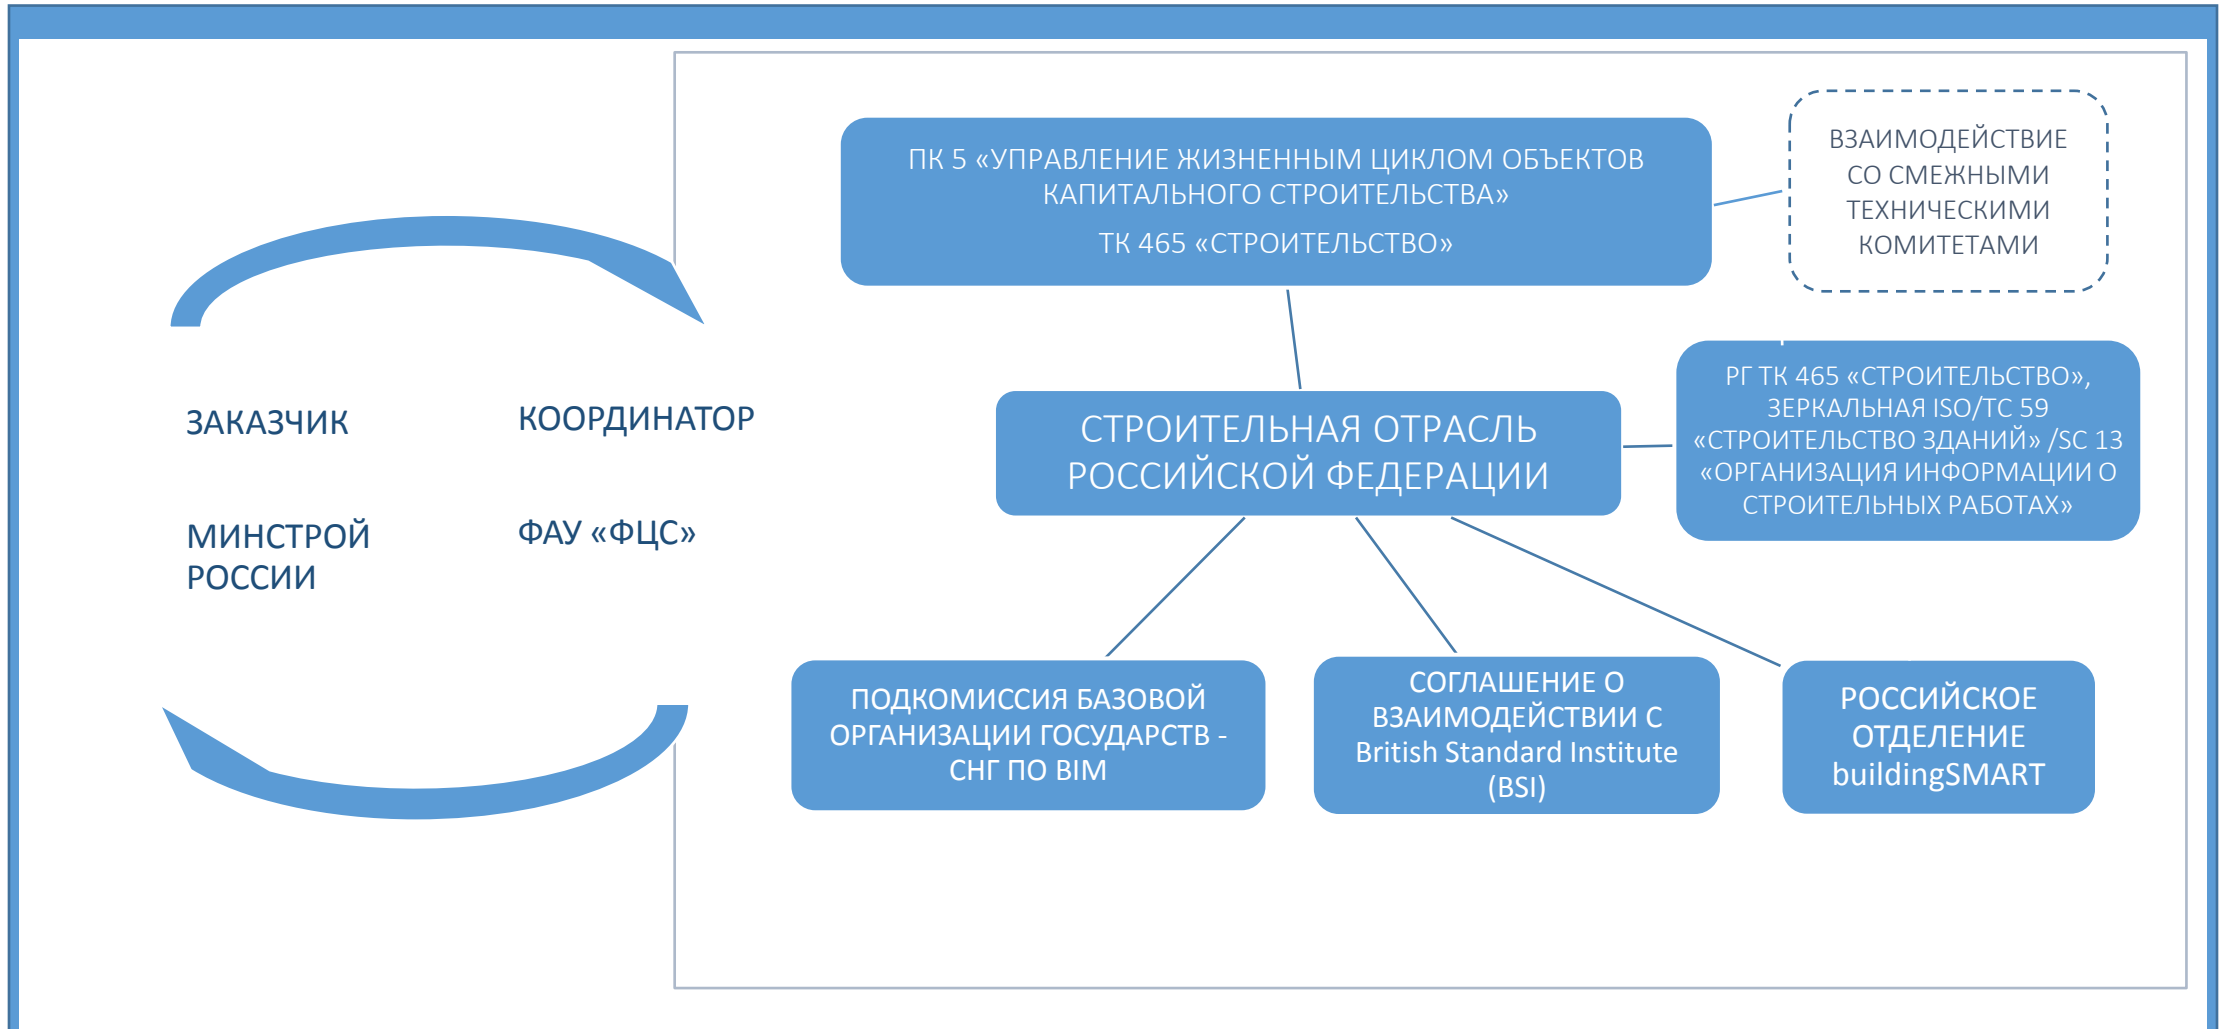 ЗАКАЗЧИК
МИНСТРОЙ
РОССИИ
КООРДИНАТОР
ФАУ «ФЦС»
ПК 5 «УПРАВЛЕНИЕ ЖИЗНЕННЫМ ЦИКЛОМ ОБЪЕКТОВ
КАПИТАЛЬНОГО СТРОИТЕЛЬСТВА»
ТК 465 «СТРОИТЕЛЬСТВО»
ВЗАИМОДЕЙСТВИЕ
СО СМЕЖНЫМИ
ТЕХНИЧЕСКИМИ
КОМИТЕТАМИ
СТРОИТЕЛЬНАЯ ОТРАСЛЬ
РОССИЙСКОЙ ФЕДЕРАЦИИ
РГ ТК 465 «СТРОИТЕЛЬСТВО»,
ЗЕРКАЛЬНАЯ ISO/TC 59
«СТРОИТЕЛЬСТВО ЗДАНИЙ» /SC 13
«ОРГАНИЗАЦИЯ ИНФОРМАЦИИ О
СТРОИТЕЛЬНЫХ РАБОТАХ»
ПОДКОМИССИЯ БАЗОВОЙ
ОРГАНИЗАЦИИ ГОСУДАРСТВ -
СНГ ПО BIM
СОГЛАШЕНИЕ О
ВЗАИМОДЕЙСТВИИ С
British Standard Institute
(BSI)
РОССИЙСКОЕ
ОТДЕЛЕНИЕ
buildingSMART